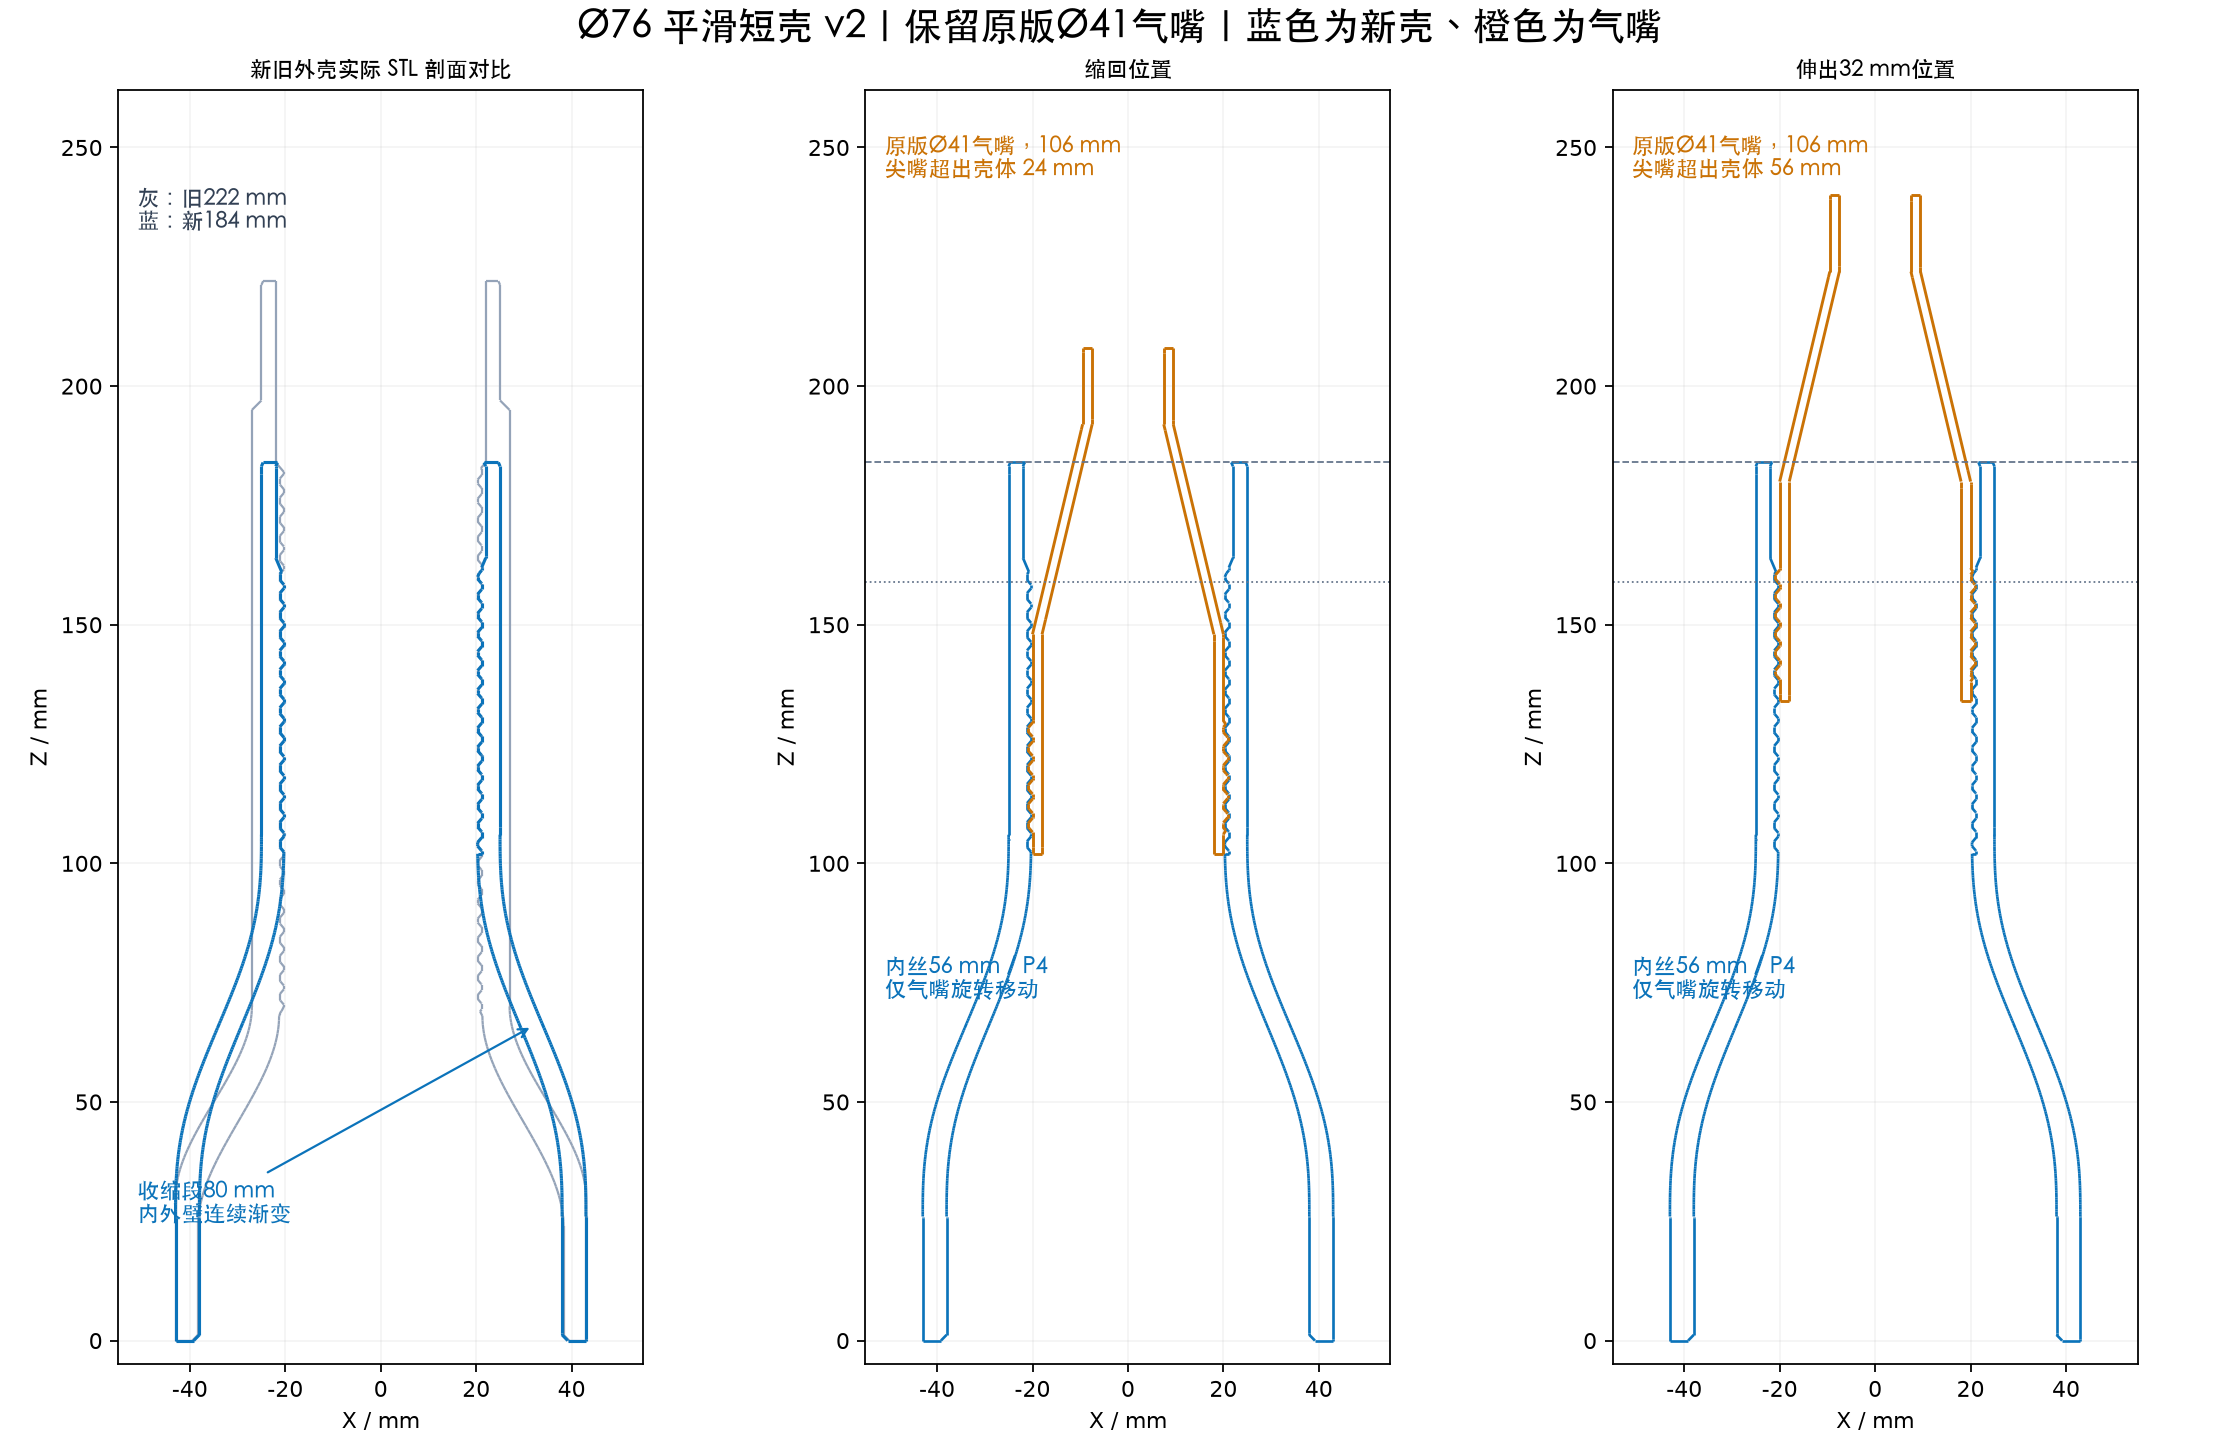 Ø76 平滑短壳 v2 | 保留原版Ø41气嘴 | 蓝色为新壳、橙色为气嘴
新旧外壳实际 STL 剖面对比
灰：旧222 mm
蓝：新184 mm
收缩段80 mm
内外壁连续渐变
250
200
150
100
50
0
Z / mm
-40
-20
0
20
40
X / mm
缩回位置
原版Ø41气嘴，106 mm
尖嘴超出壳体 24 mm
内丝56 mm，P4
仅气嘴旋转移动
250
200
150
100
50
0
Z / mm
-40
-20
0
20
40
X / mm
伸出32 mm位置
原版Ø41气嘴，106 mm
尖嘴超出壳体 56 mm
内丝56 mm，P4
仅气嘴旋转移动
250
200
150
100
50
0
Z / mm
-40
-20
0
20
40
X / mm